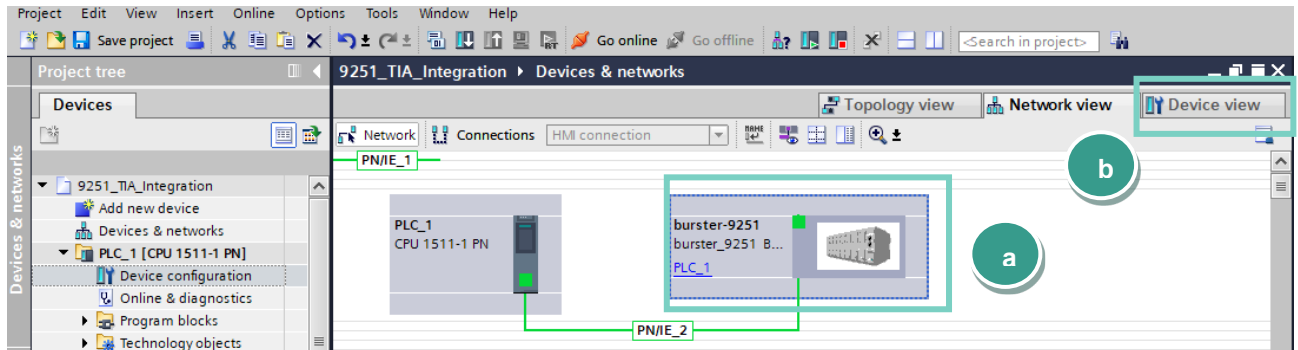 Project Edit View Insert Online Options Tools Window Help
Save project Go online Go offline <Search in project>
Project tree
9251_TIA_Integration ▸ Devices & networks
Devices
Topology view Network view Device view
Network Connections HMI connection
Devices & networks
PN/IE_1
b
9251_TIA_Integration
Add new device
Devices & networks
PLC_1 [CPU 1511-1 PN]
Device configuration
Online & diagnostics
Program blocks
Technology objects
PLC_1
CPU 1511-1 PN
burster-9251
burster_9251 B...
PLC_1
a
PN/IE_2